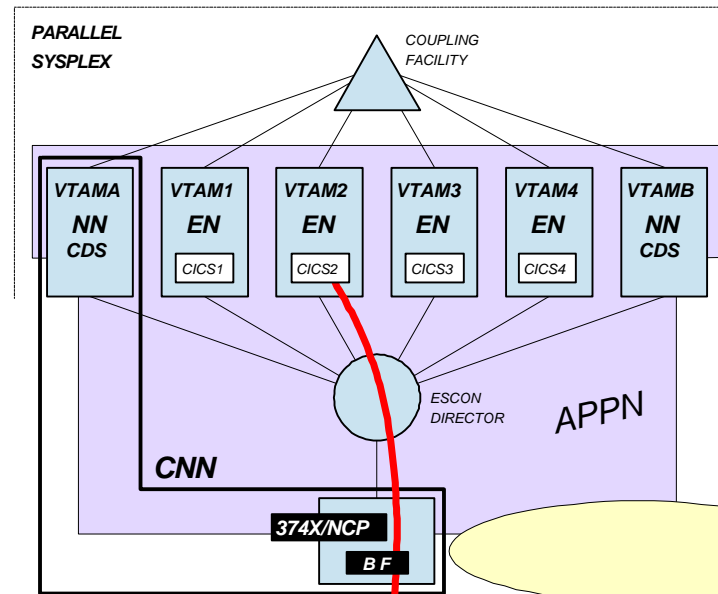 PARALLEL
SYSPLEX
COUPLING
FACILITY
VTAMA
NN
CDS
VTAM1
EN
CICS1
VTAM2
EN
CICS2
VTAM3
EN
CICS3
VTAM4
EN
CICS4
VTAMB
NN
CDS
ESCON
DIRECTOR
APPN
CNN
374X/NCP
B F